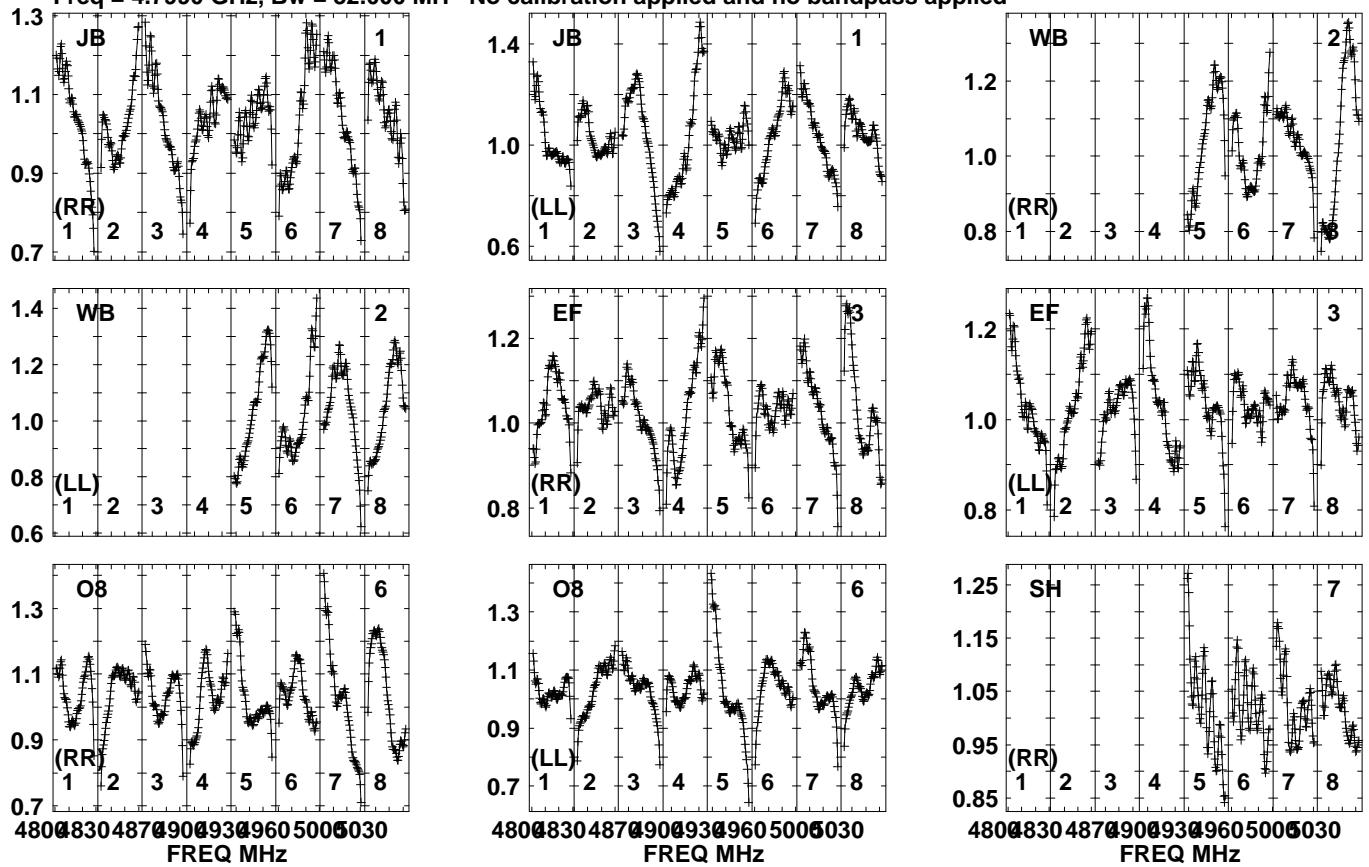 Freq = 4.7990 GHz, Bw = 32.000 MH No calibration applied and no bandpass applied
1.3 JB 1
1.1
0.9
(RR)
1 2 3 4 5 6 7 8
0.7
1.4 JB 1
1.0
(LL)
0.6 1 2 3 4 5 6 7 8
WB 2
1.2
1.0
(RR)
0.8 1 2 3 4 5 6 7 8
1.4 WB 2
1.2
1.0
0.8 (LL)
1 2 3 4 5 6 7 8
0.6
EF 3
1.2
1.0
(RR)
0.8 1 2 3 4 5 6 7 8
EF 3
1.2
1.0
(LL)
0.8 1 2 3 4 5 6 7 8
O8 6
1.3
1.1
0.9
(RR)
1 2 3 4 5 6 7 8
0.7
O8 6
1.3
1.1
0.9
(LL)
1 2 3 4 5 6 7 8
0.7
1.25 SH 7
1.15
1.05
0.95 (RR)
1 2 3 4 5 6 7 8
0.85
4800 4830 4870 4900 4930 4960 5000 5030
FREQ MHz
4800 4830 4870 4900 4930 4960 5000 5030
FREQ MHz
4800 4830 4870 4900 4930 4960 5000 5030
FREQ MHz